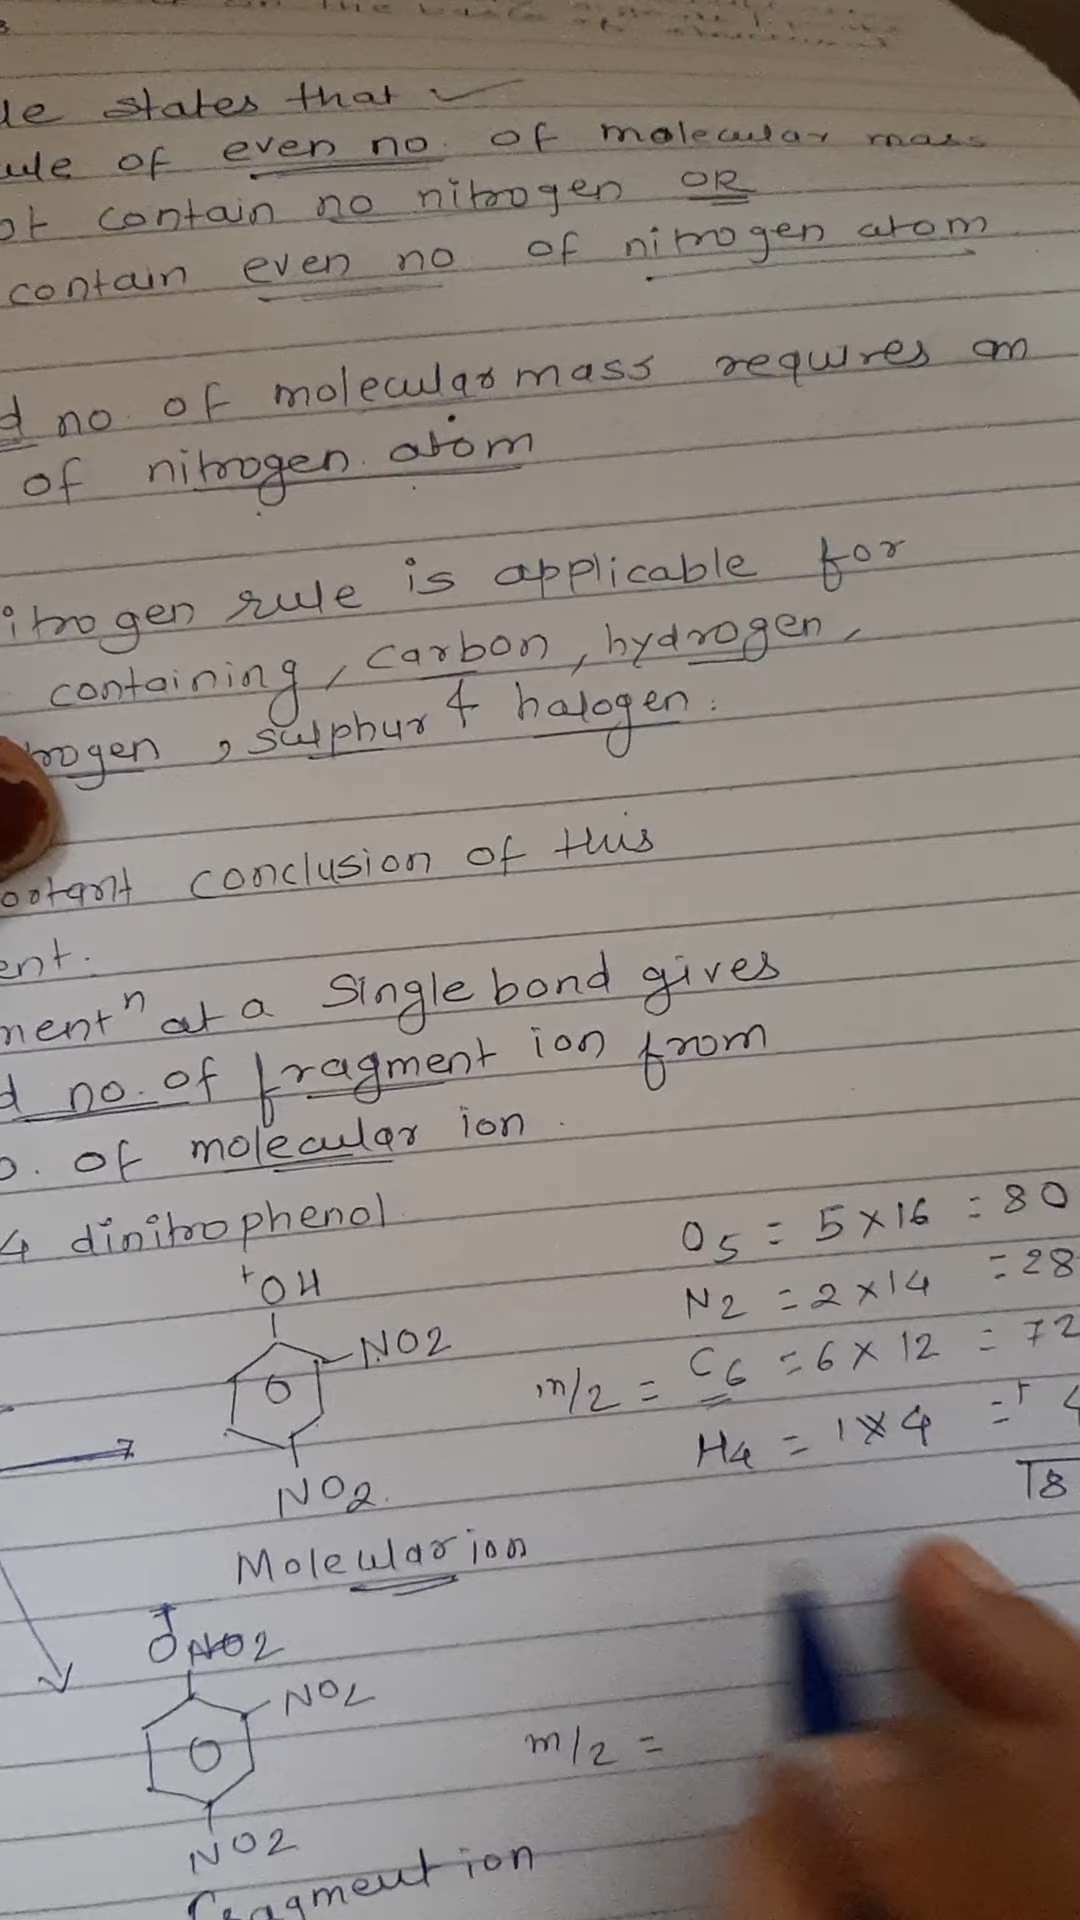 le states that
ule of even no. of molecular mass
ot contain no nitrogen OR
contain even no of nitrogen atom
d no. of molecular mass requires an
of nitrogen atom
itrogen rule is applicable for
containing, carbon, hydrogen,
rogen, sulphur & halogen.
ortant conclusion of this
ent.
mentⁿ at a single bond gives
d no. of fragment ion from
o. of molecular ion.
4 dinitrophenol
O5 = 5×16 = 80
+OH
N2 = 2×14 = 28
NO2
m/2 = C6 = 6×12 = 72
H4 = 1×4 = + 4
NO2.
18
Molecular ion
NO2
m/2 =
NO2
fragment ion